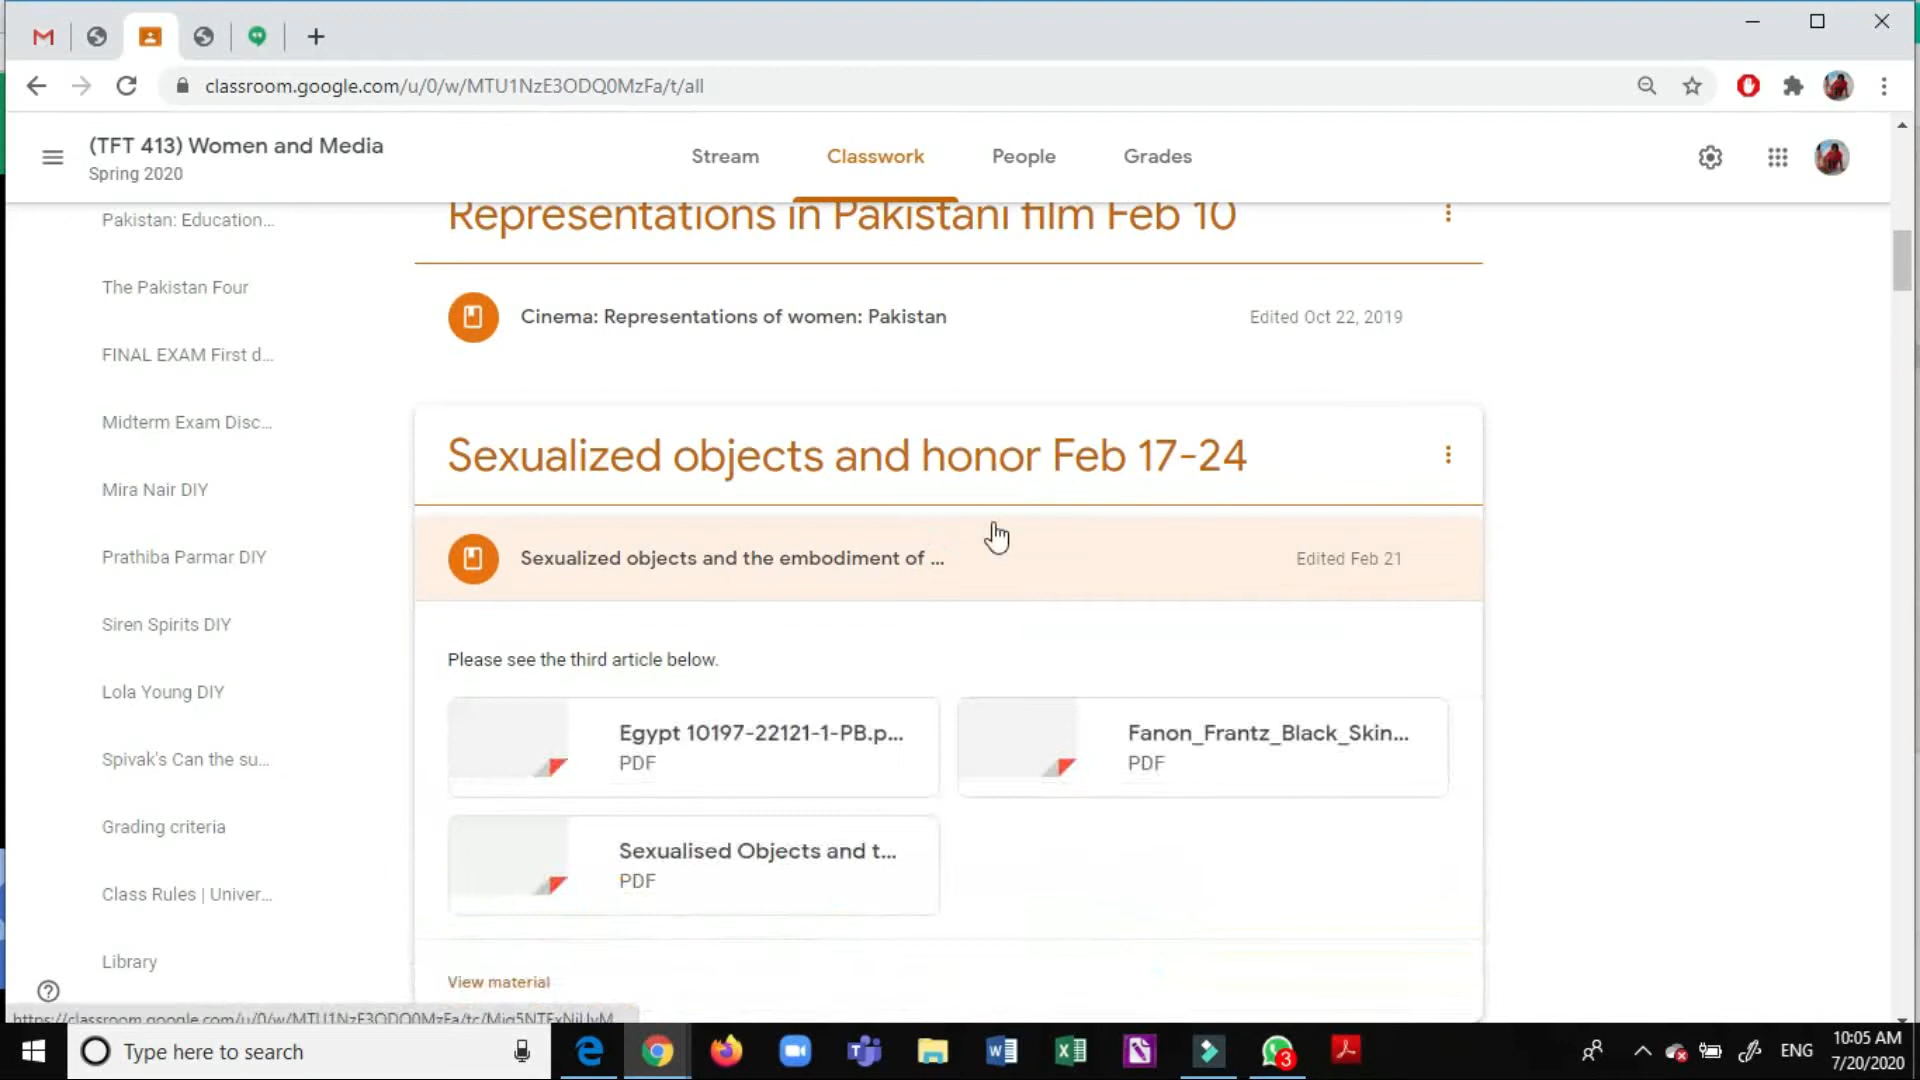 classroom.google.com/u/0/w/MTU1NzE3ODQ0MzFa/t/all
(TFT 413) Women and Media
Spring 2020
Stream
Classwork
People
Grades
Pakistan: Education...
The Pakistan Four
FINAL EXAM First d...
Midterm Exam Disc...
Mira Nair DIY
Prathiba Parmar DIY
Siren Spirits DIY
Lola Young DIY
Spivak's Can the su...
Grading criteria
Class Rules | Univer...
Library
Representations in Pakistani film Feb 10
Cinema: Representations of women: Pakistan
Edited Oct 22, 2019
Sexualized objects and honor Feb 17-24
Sexualized objects and the embodiment of ...
Edited Feb 21
Please see the third article below.
Egypt 10197-22121-1-PB.p...
PDF
Fanon_Frantz_Black_Skin...
PDF
Sexualised Objects and t...
PDF
View material
Type here to search
3
ENG
10:05 AM
7/20/2020